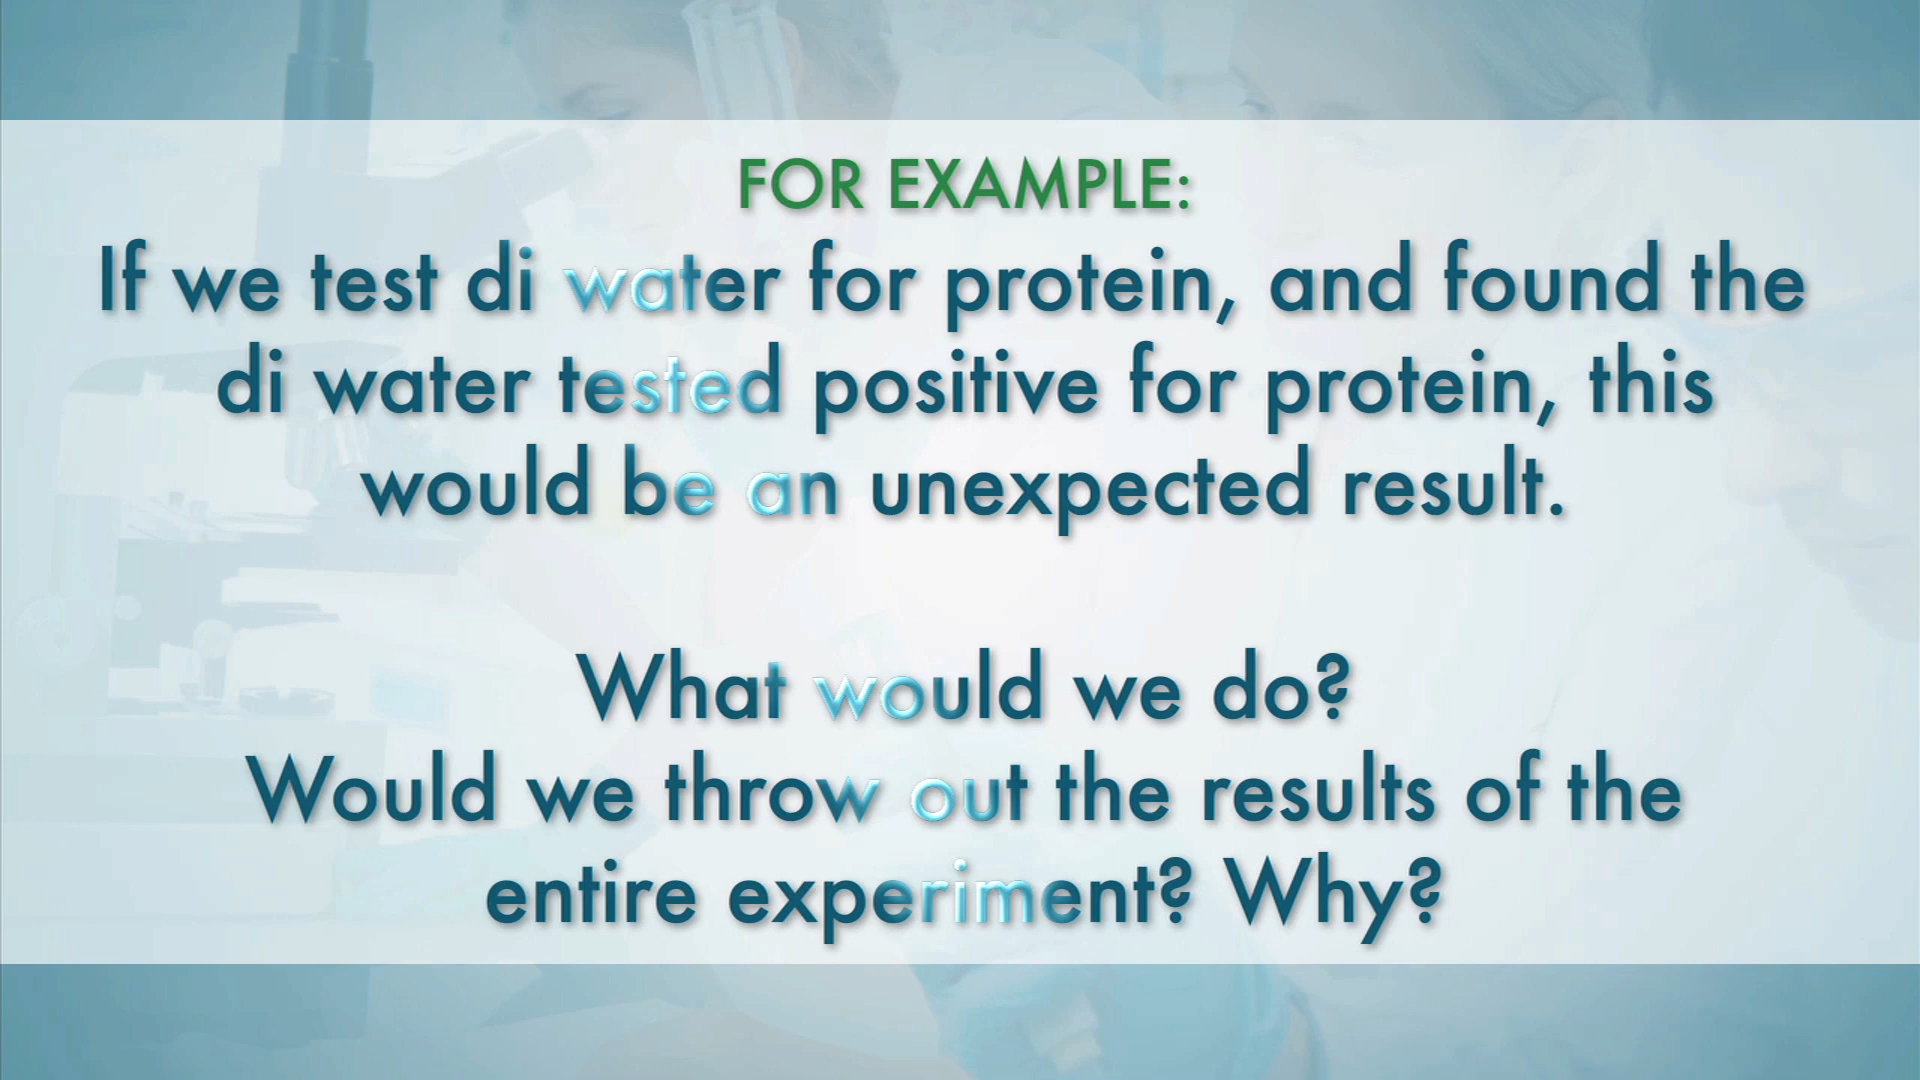 FOR EXAMPLE:
If we test di water for protein, and found the
di water tested positive for protein, this
would be an unexpected result.
What would we do?
Would we throw out the results of the
entire experiment? Why?